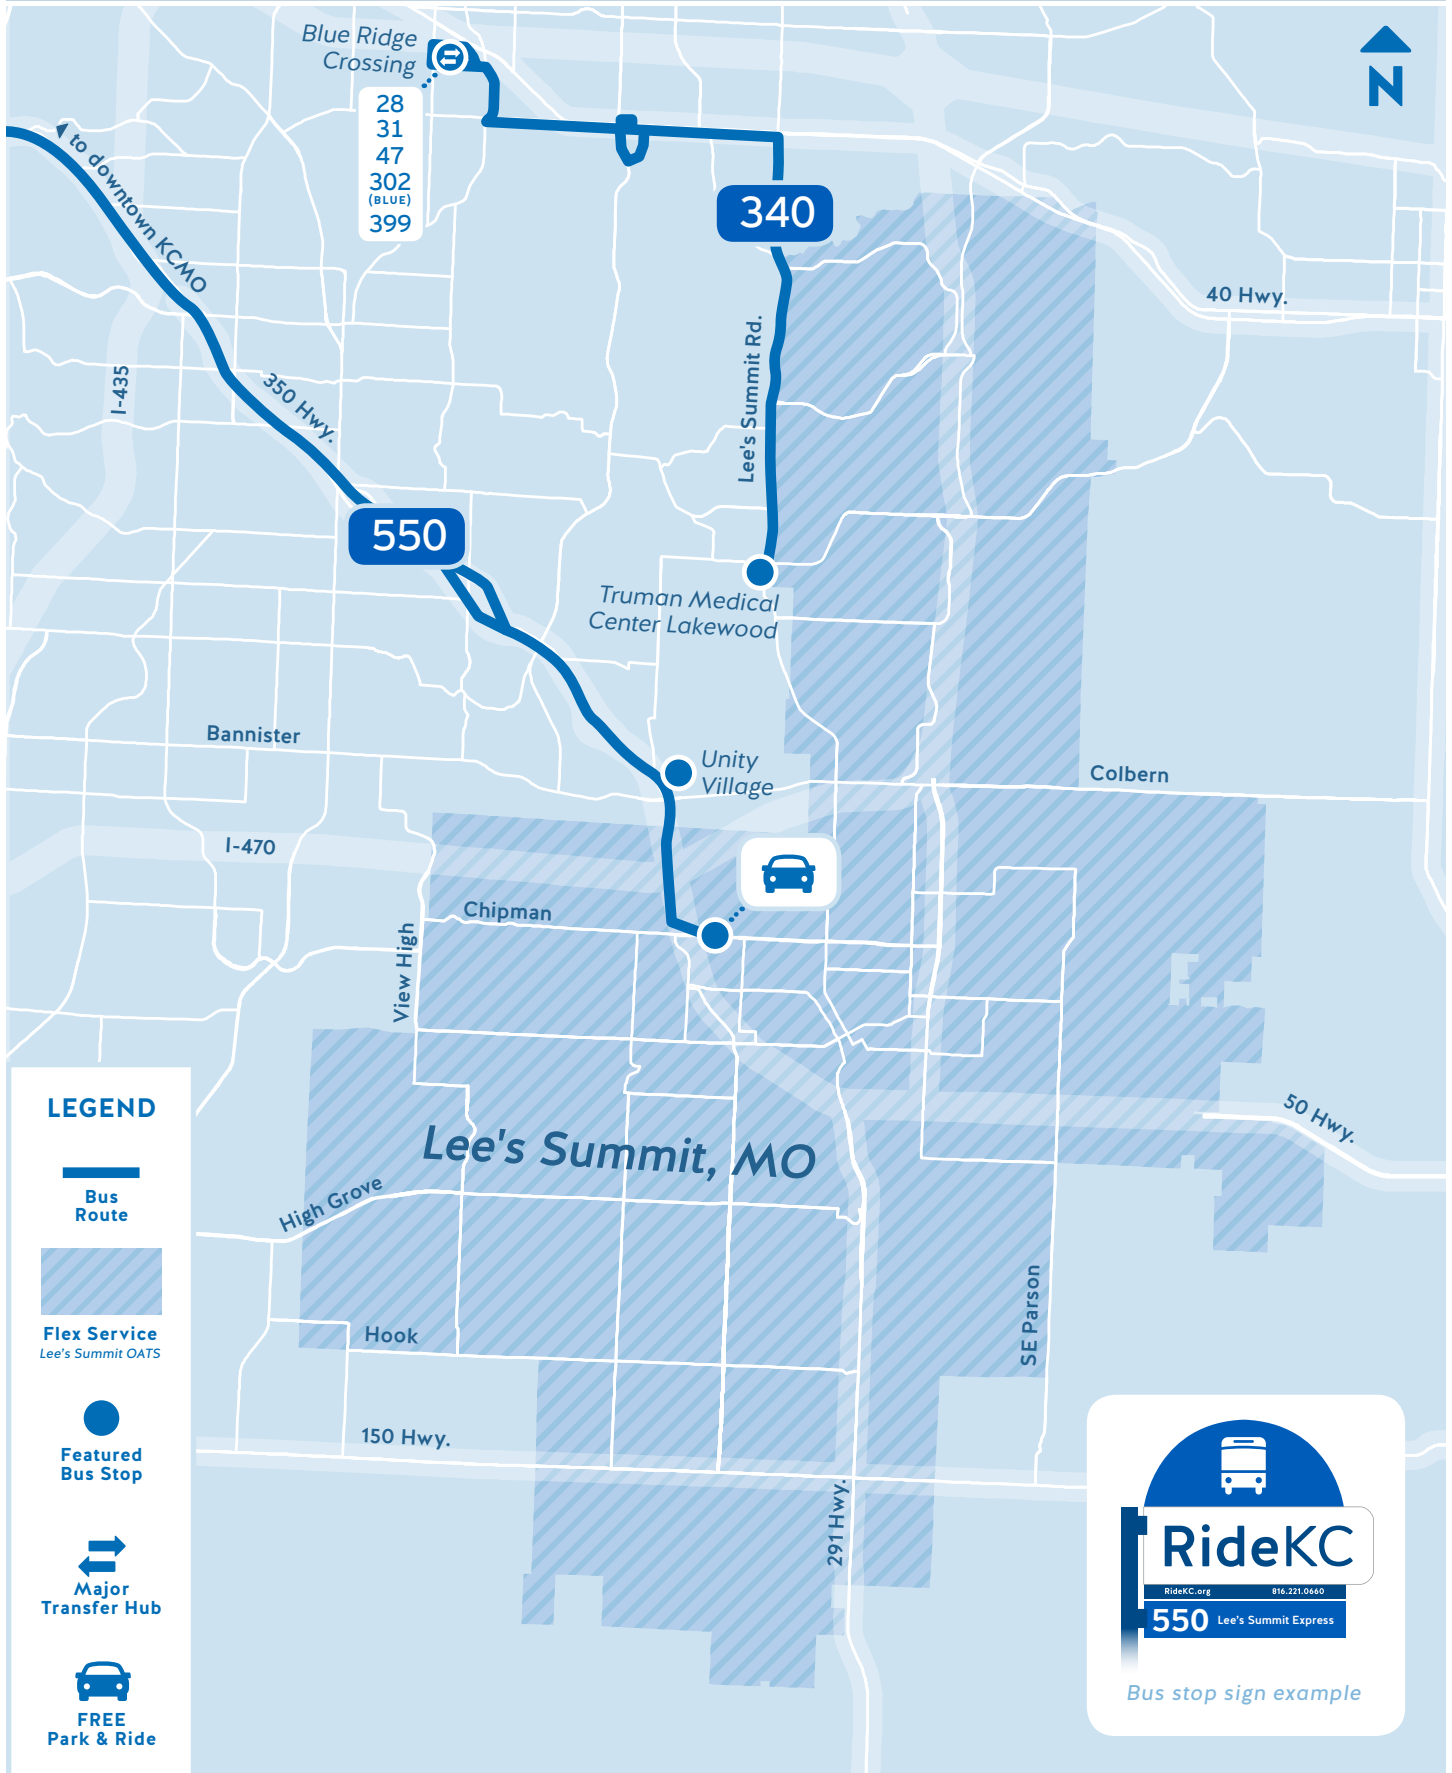 Blue Ridge
Crossing
28
31
47
302
(BLUE)
399
N
to downtown KCMO
340
40 Hwy.
Lee's Summit Rd.
I-435
350 Hwy.
550
Truman Medical
Center Lakewood
Bannister
Unity
Village
Colbern
I-470
Chipman
View High
LEGEND
Bus
Route
Flex Service
Lee's Summit OATS
Featured
Bus Stop
Major
Transfer Hub
FREE
Park & Ride
50 Hwy.
Lee's Summit, MO
High Grove
SE Parson
Hook
150 Hwy.
291 Hwy.
RideKC
RideKC.org 816.221.0660
550 Lee's Summit Express
Bus stop sign example